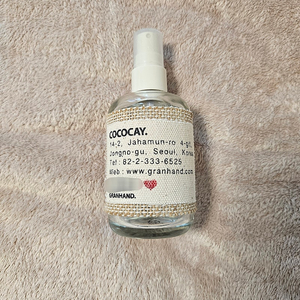 COCOCAY.
14-2, Jahamun-ro 4-gil,
Jongno-gu, Seoul, Korea
Tel : 82-2-333-6525
Web : www.granhand.com
GRANHAND.